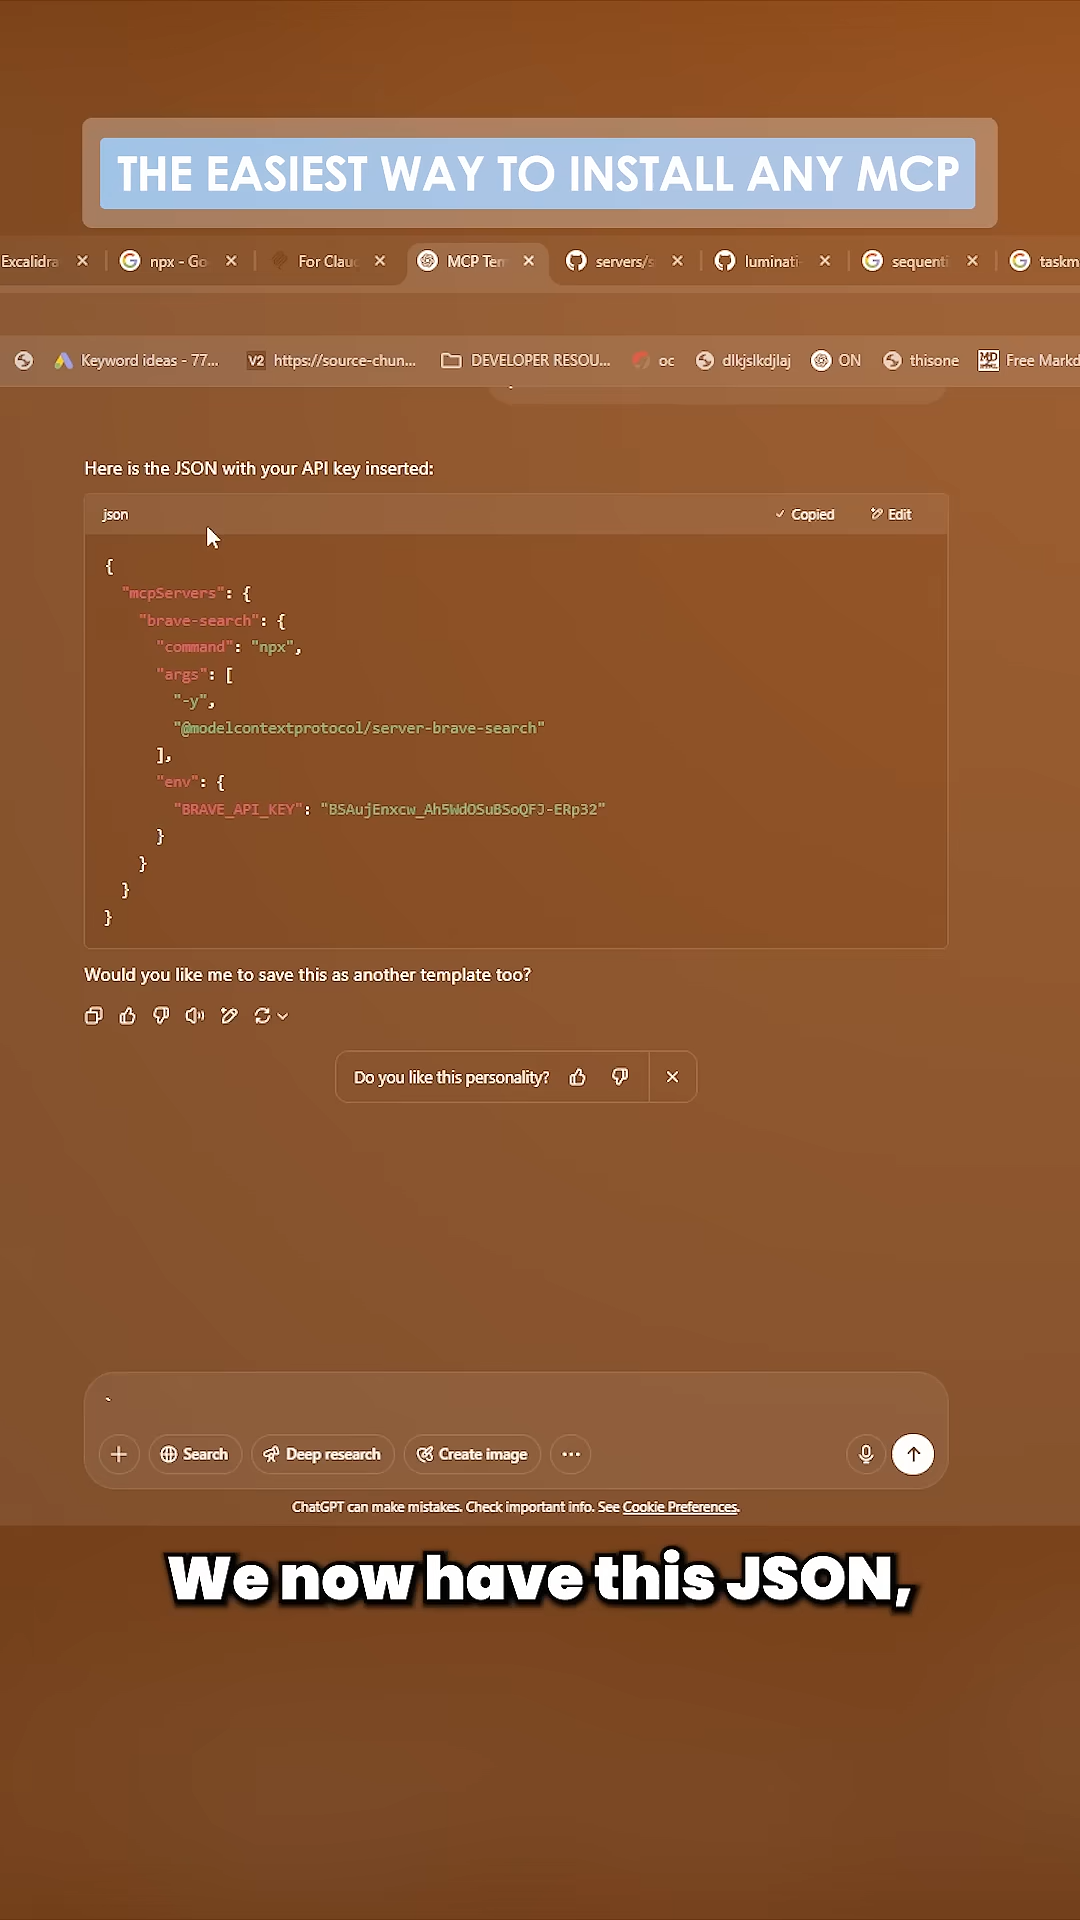 THE EASIEST WAY TO INSTALL ANY MCP
Excalidra
npx - Go
For Clau
MCP Tem
servers/s
luminati-
sequenti
taskm
Keyword ideas - 77...
V2 https://source-chun...
DEVELOPER RESOU...
oc
dlkjslkdjlaj
ON
thisone
Free Markd
Here is the JSON with your API key inserted:
json
Copied
Edit
{
"mcpServers": {
"brave-search": {
"command": "npx",
"args": [
"-y",
"@modelcontextprotocol/server-brave-search"
],
"env": {
"BRAVE_API_KEY": "BSAujEnxcw_Ah5WdOSuBSoQFJ-ERp32"
}
}
}
}
Would you like me to save this as another template too?
Do you like this personality?
`
Search
Deep research
Create image
ChatGPT can make mistakes. Check important info. See Cookie Preferences.
We now have this JSON,